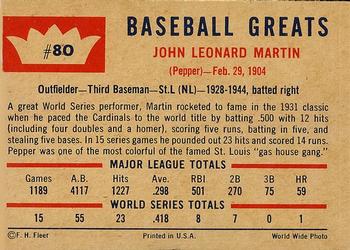 #80
BASEBALL GREATS
JOHN LEONARD MARTIN
(Pepper)—Feb. 29, 1904
Outfielder—Third Baseman—St.L (NL)—1928-1944, batted right
A great World Series performer, Martin rocketed to fame in the 1931 classic
when he paced the Cardinals to the world title by batting .500 with 12 hits
(including four doubles and a homer), scoring five runs, batting in five, and
stealing five bases. In 15 series games he pounded out 23 hits and scored 14 runs.
Pepper was one of the most colorful of the famed St. Louis "gas house gang."
MAJOR LEAGUE TOTALS
Games At-Bats Hits Ave. RBI 2B 3B HR
1189 4117 1227 .298 501 270 75 59
WORLD SERIES TOTALS
15 55 23 .418 8 7 0 1
©F. H. Fleer Printed in U.S.A. World Wide Photo